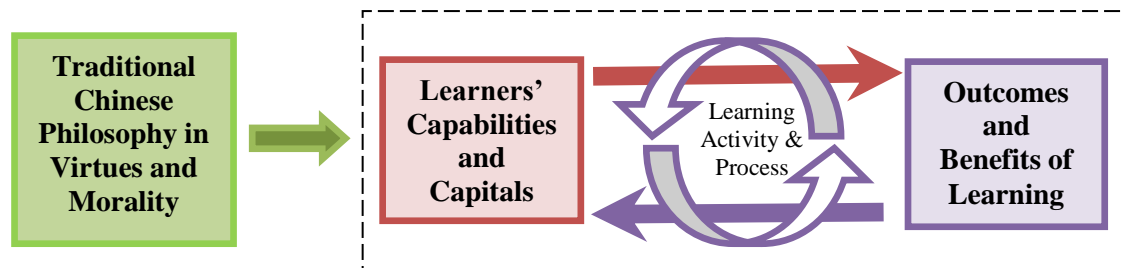 Traditional
Chinese
Philosophy in
Virtues and
Morality
Learners’
Capabilities
and
Capitals
Learning
Activity &
Process
Outcomes
and
Benefits of
Learning